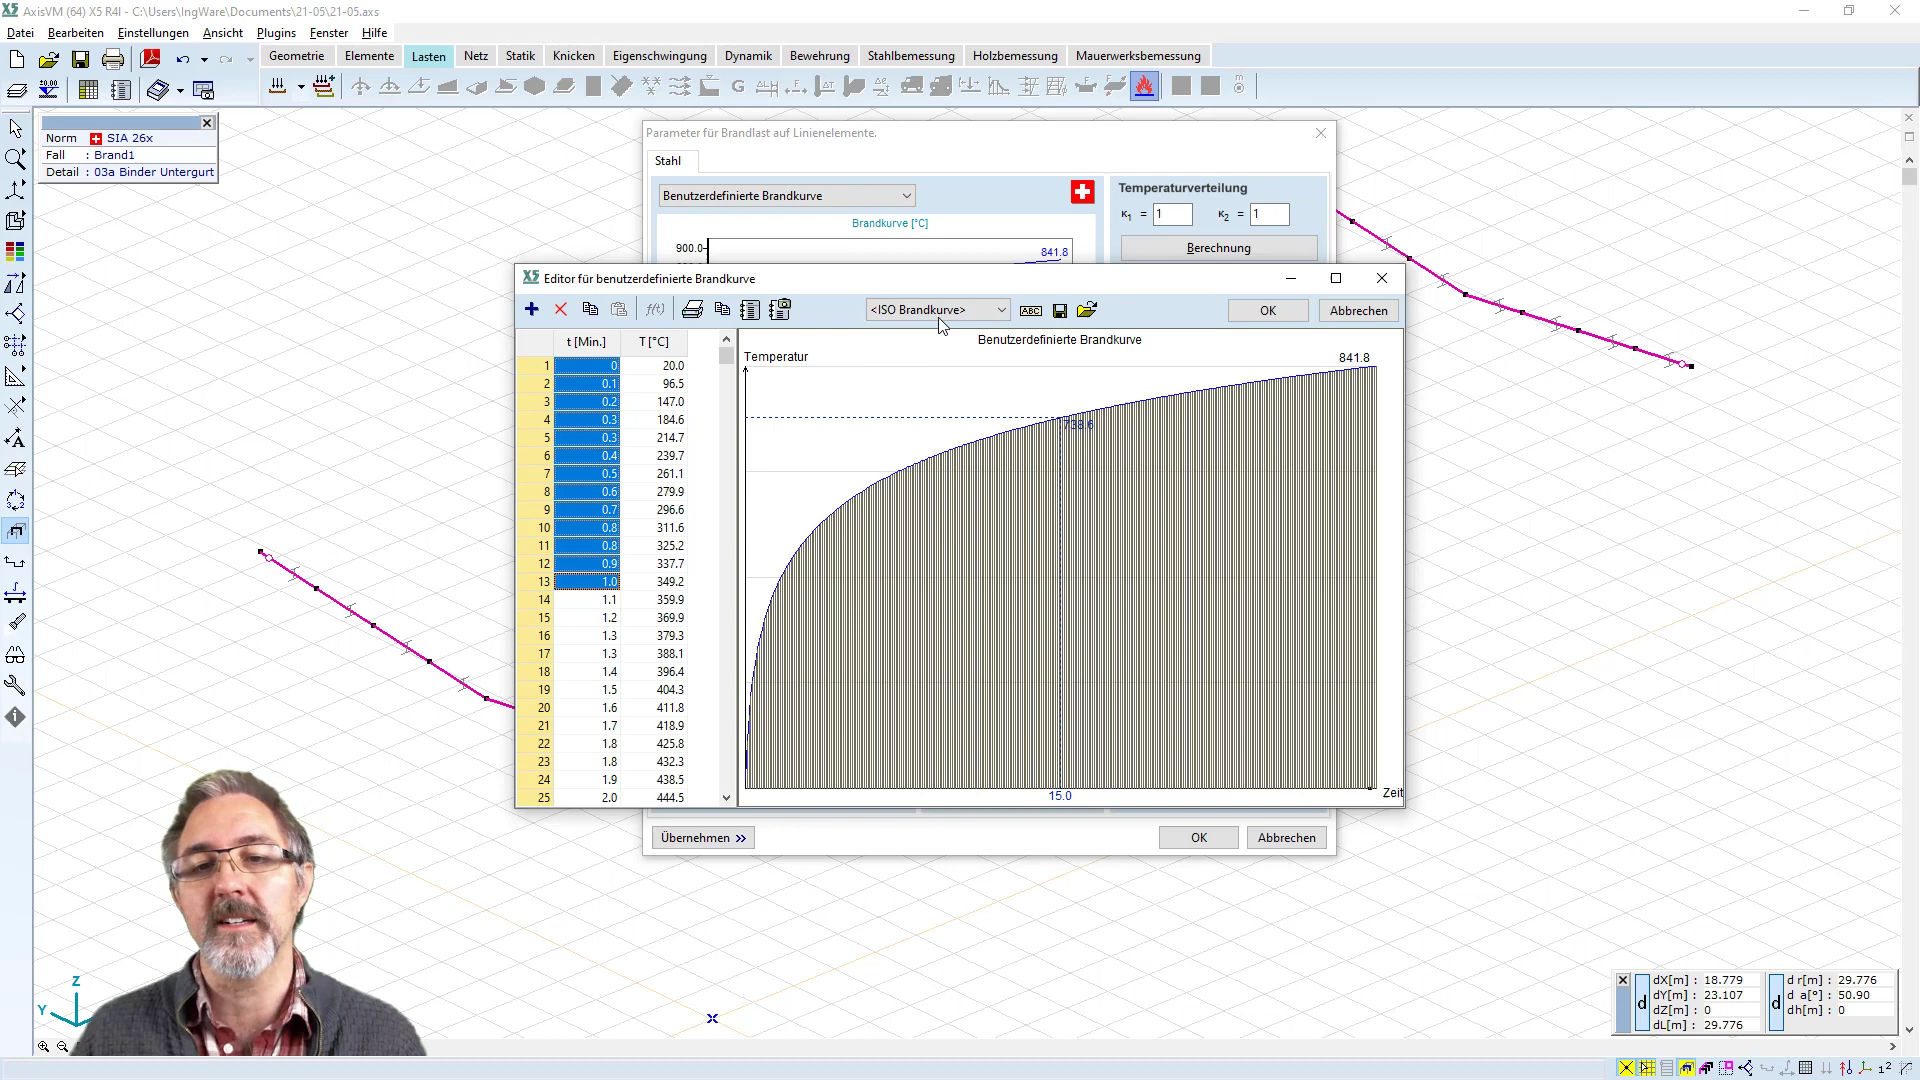 AxisVM (64) X5 R4I - C:\Users\IngWare\Documents\21-05\21-05.axs
Datei Bearbeiten Einstellungen Ansicht Plugins Fenster Hilfe
Geometrie Elemente Lasten Netz Statik Knicken Eigenschwingung Dynamik Bewehrung Stahlbemessung Holzbemessung Mauerwerksbemessung
Norm SIA 26x
Fall : Brand1
Detail : 03a Binder Untergurt
Parameter für Brandlast auf Linienelemente.
Stahl
Benutzerdefinierte Brandkurve
Temperaturverteilung
κ1 = 1 κ2 = 1
Brandkurve [°C]
Berechnung
900.0
841.8
Editor für benutzerdefinierte Brandkurve
f(t) <ISO Brandkurve> ABC OK Abbrechen
t [Min.] T [°C]
1 0 20.0
2 0.1 96.5
3 0.2 147.0
4 0.3 184.6
5 0.3 214.7
6 0.4 239.7
7 0.5 261.1
8 0.6 279.9
9 0.7 296.6
10 0.8 311.6
11 0.8 325.2
12 0.9 337.7
13 1.0 349.2
14 1.1 359.9
15 1.2 369.9
16 1.3 379.3
17 1.3 388.1
18 1.4 396.4
19 1.5 404.3
20 1.6 411.8
21 1.7 418.9
22 1.8 425.8
23 1.8 432.3
24 1.9 438.5
25 2.0 444.5
Benutzerdefinierte Brandkurve
Temperatur
841.8
738.6
15.0
Zeit
Übernehmen OK Abbrechen
Z
Y
dX[m] : 18.779
dY[m] : 23.107
dZ[m] : 0
dL[m] : 29.776
d r[m] : 29.776
d a[°] : 50.90
dh[m] : 0
d
d